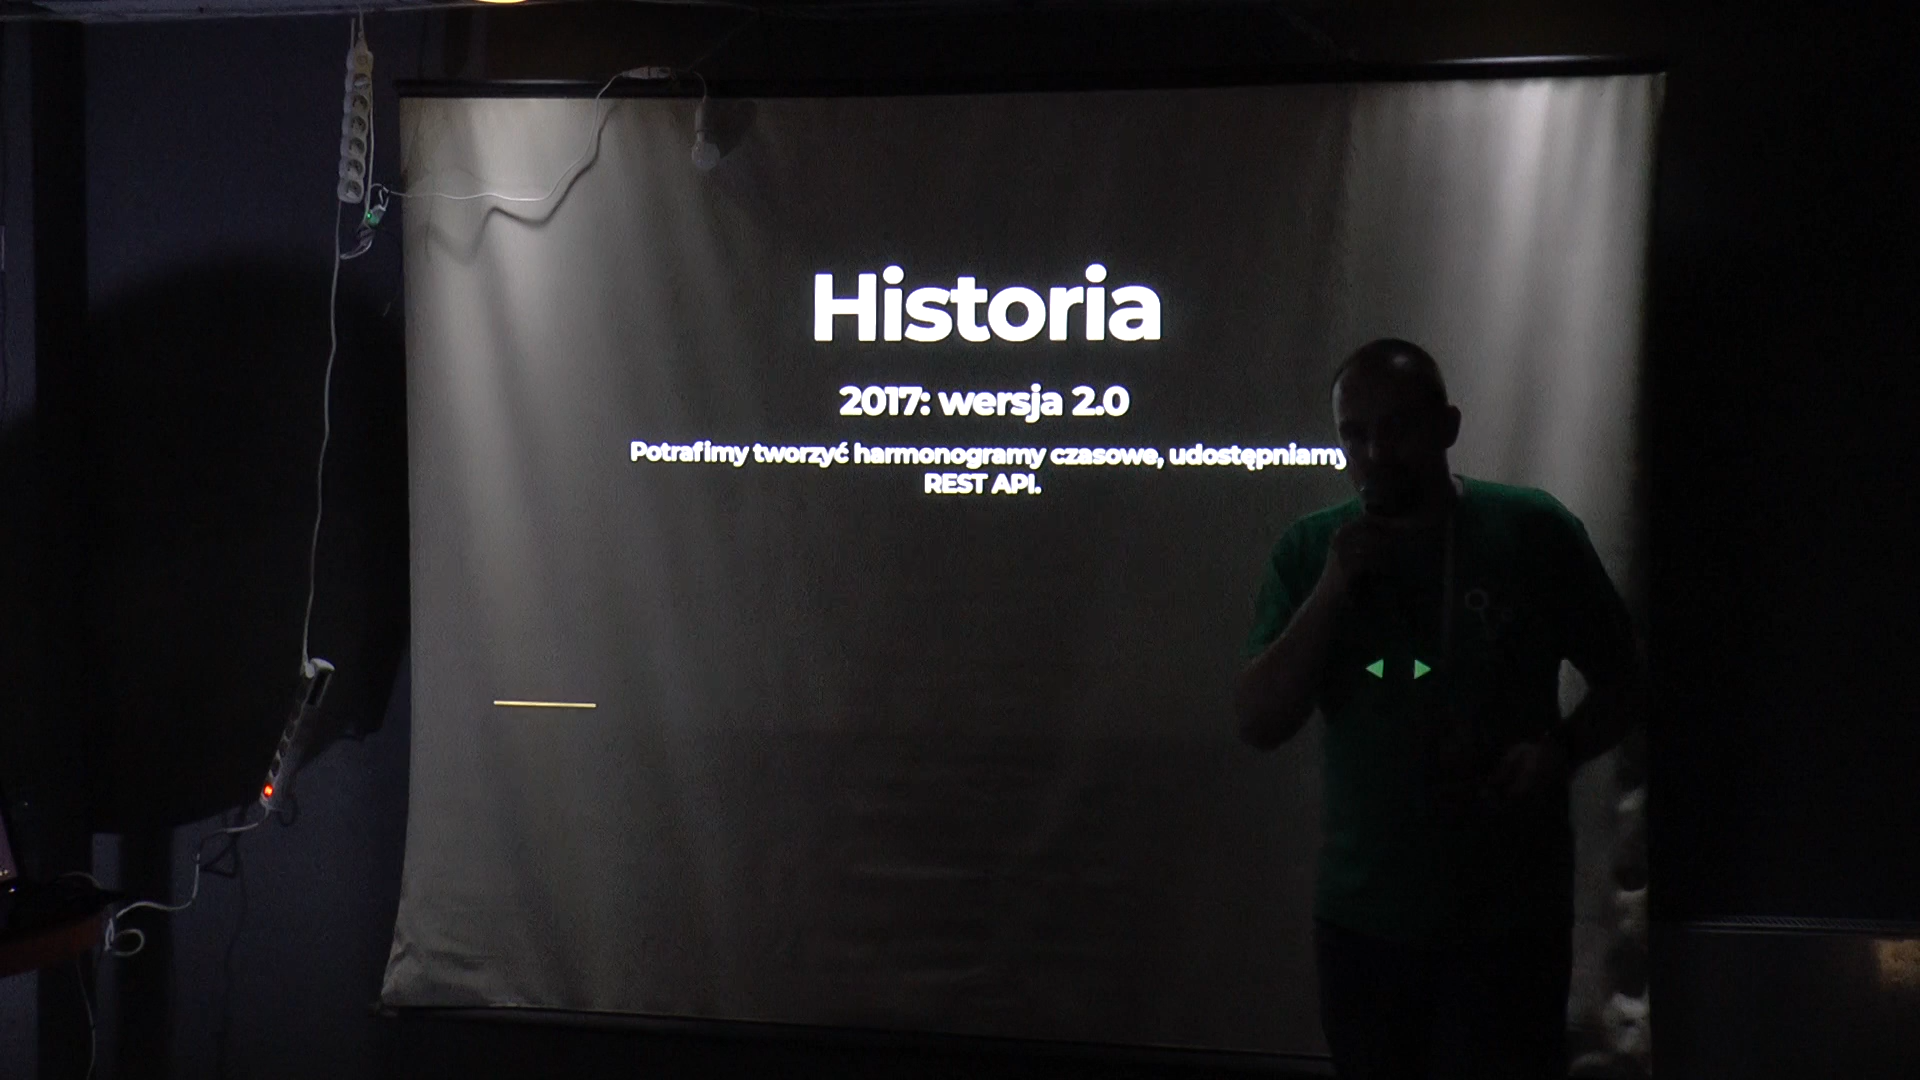 Historia
2017: wersja 2.0
Potrafimy tworzyć harmonogramy czasowe, udostępniamy
REST API.